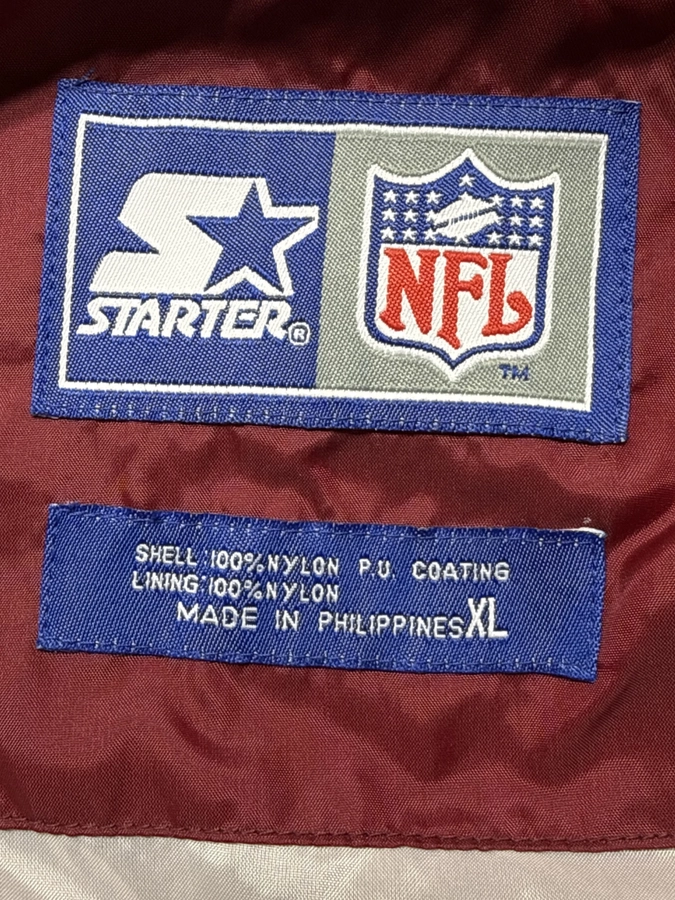 STARTER®
NFL
TM
SHELL:100%NYLON P.U. COATING
LINING:100%NYLON
MADE IN PHILIPPINES XL